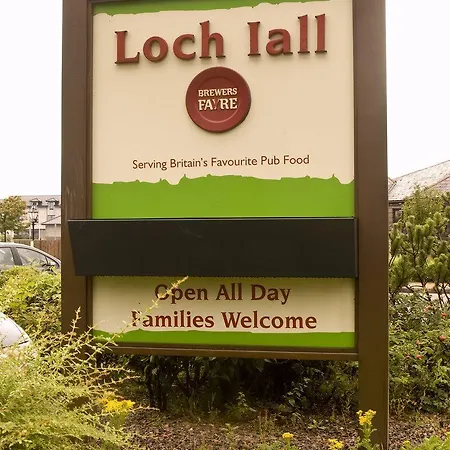 Loch Iall
BREWERS
FAYRE
Serving Britain's Favourite Pub Food
Open All Day
Families Welcome